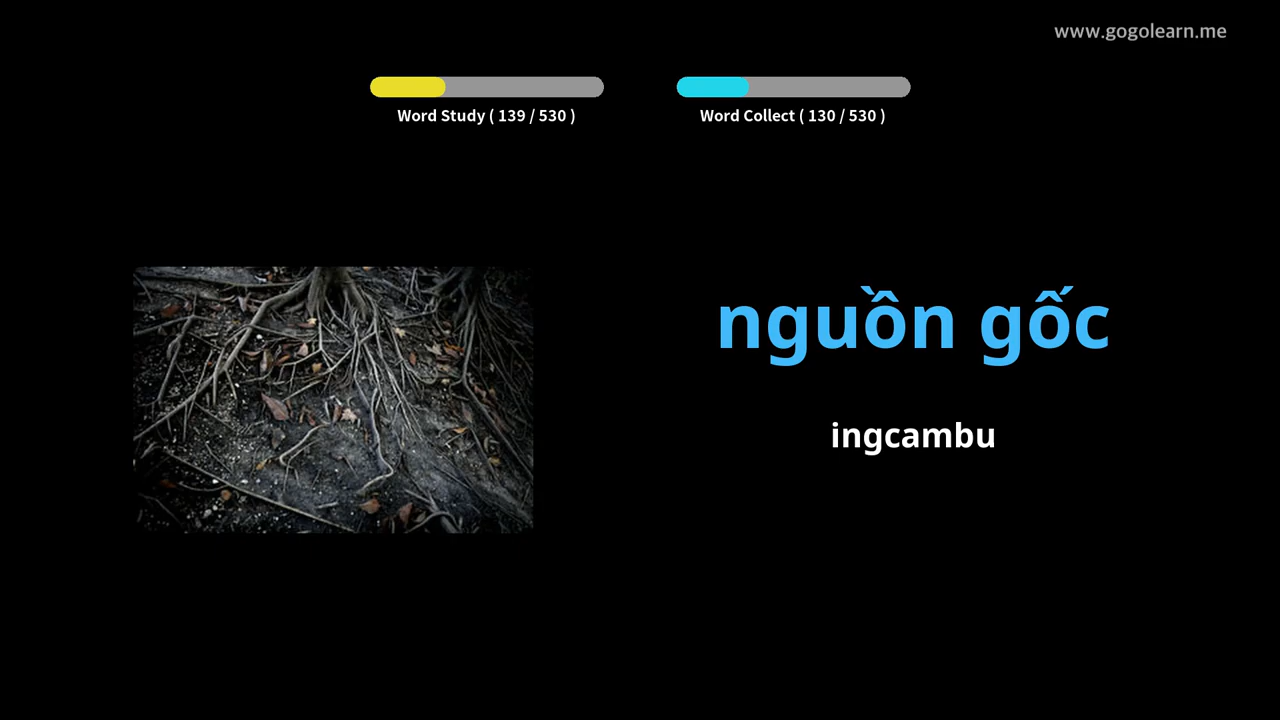 www.gogolearn.me
Word Study ( 139 / 530 )
Word Collect ( 130 / 530 )
nguồn gốc
ingcambu